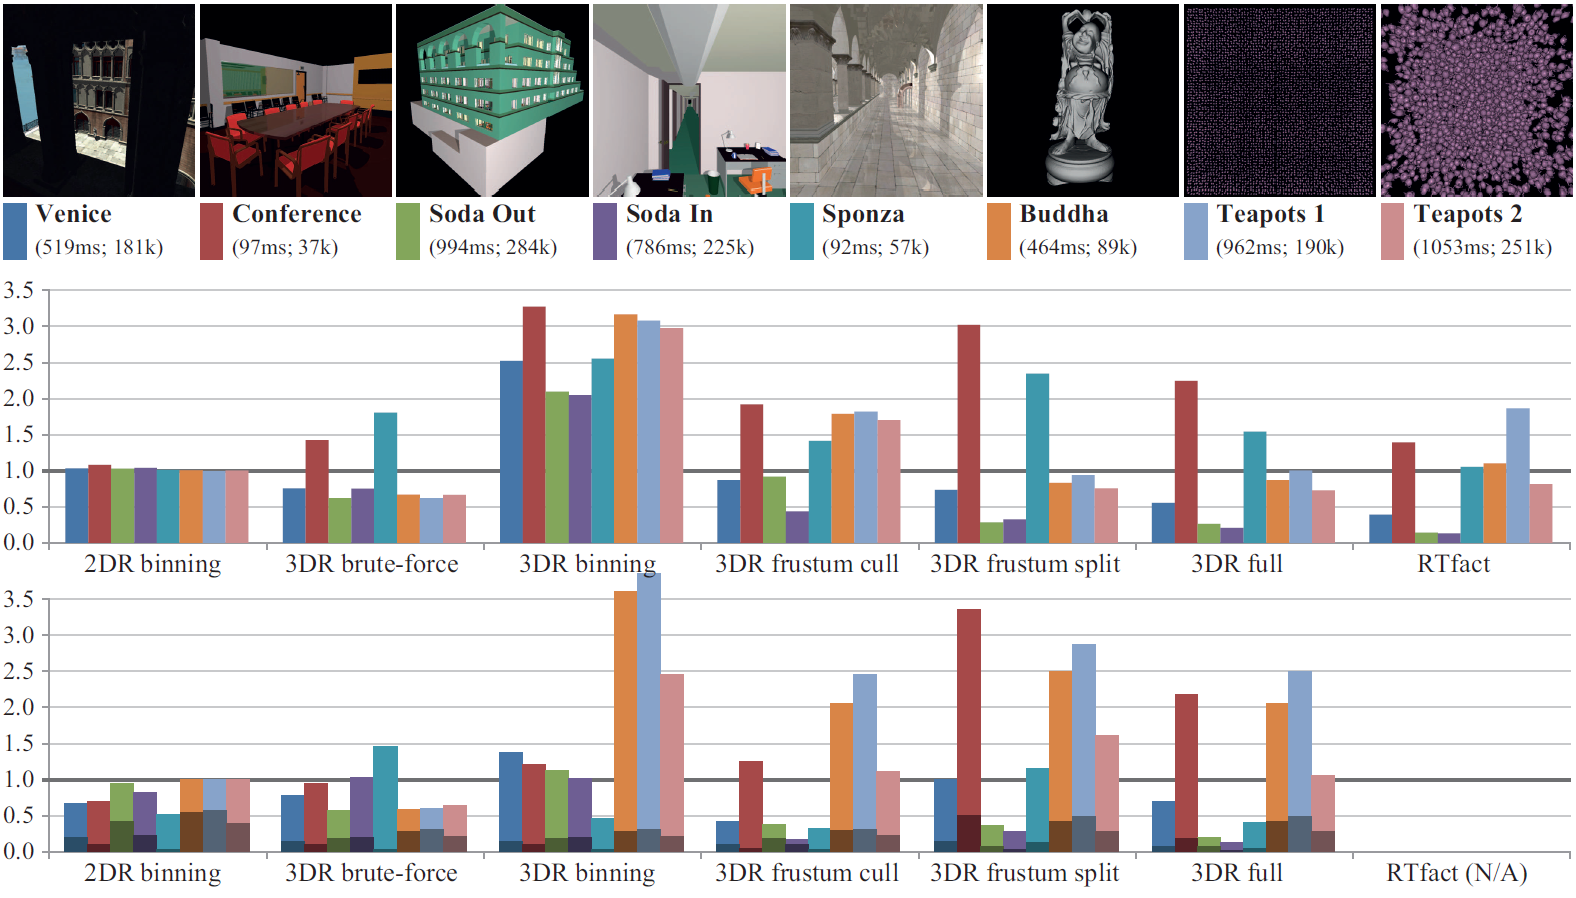 Venice
(519ms; 181k)
Conference
(97ms; 37k)
Soda Out
(994ms; 284k)
Soda In
(786ms; 225k)
Sponza
(92ms; 57k)
Buddha
(464ms; 89k)
Teapots 1
(962ms; 190k)
Teapots 2
(1053ms; 251k)
3.5
3.0
2.5
2.0
1.5
1.0
0.5
0.0
2DR binning 3DR brute-force 3DR binning 3DR frustum cull 3DR frustum split 3DR full RTfact
3.5
3.0
2.5
2.0
1.5
1.0
0.5
0.0
2DR binning 3DR brute-force 3DR binning 3DR frustum cull 3DR frustum split 3DR full RTfact (N/A)